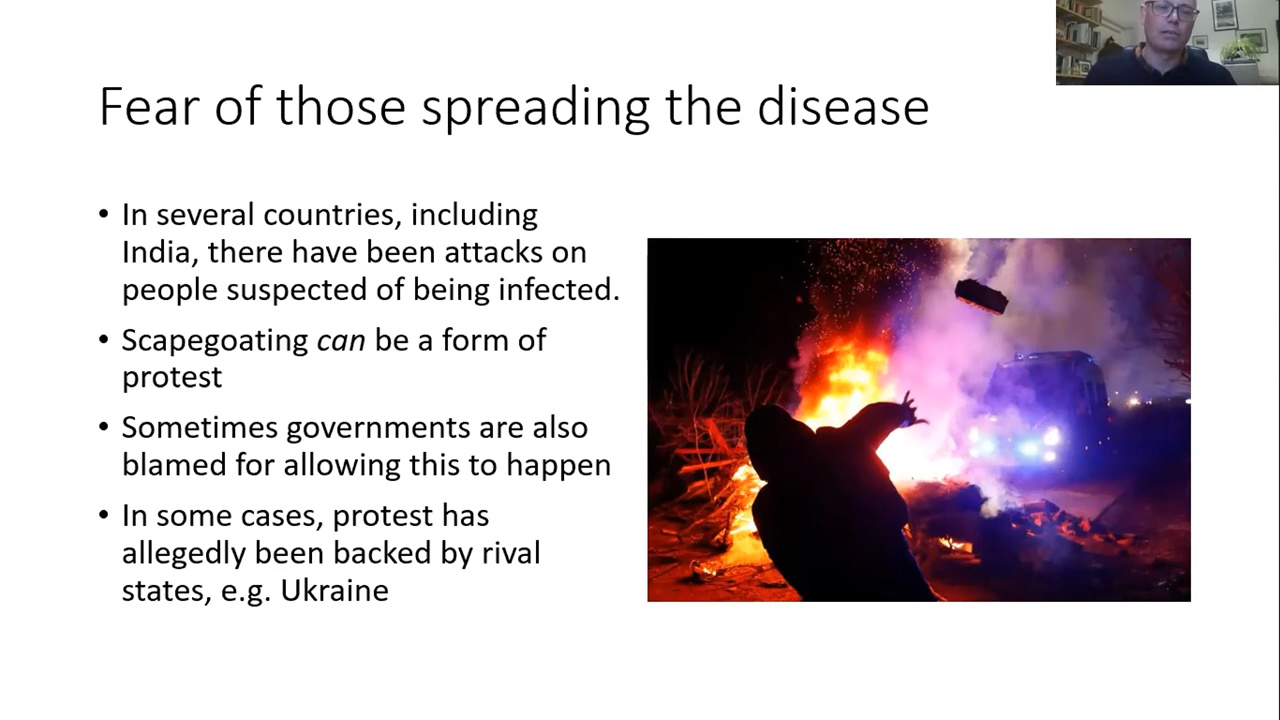 Fear of those spreading the disease
• In several countries, including
India, there have been attacks on
people suspected of being infected.
• Scapegoating can be a form of
protest
• Sometimes governments are also
blamed for allowing this to happen
• In some cases, protest has
allegedly been backed by rival
states, e.g. Ukraine